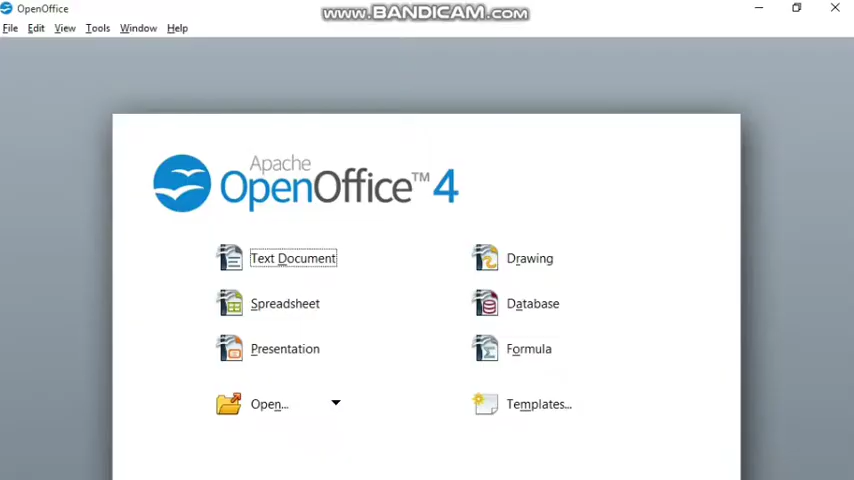 OpenOffice
www.BANDICAM.com
File Edit View Tools Window Help
Apache
OpenOffice™ 4
Text Document
Drawing
Spreadsheet
Database
Presentation
Formula
Open...
Templates...